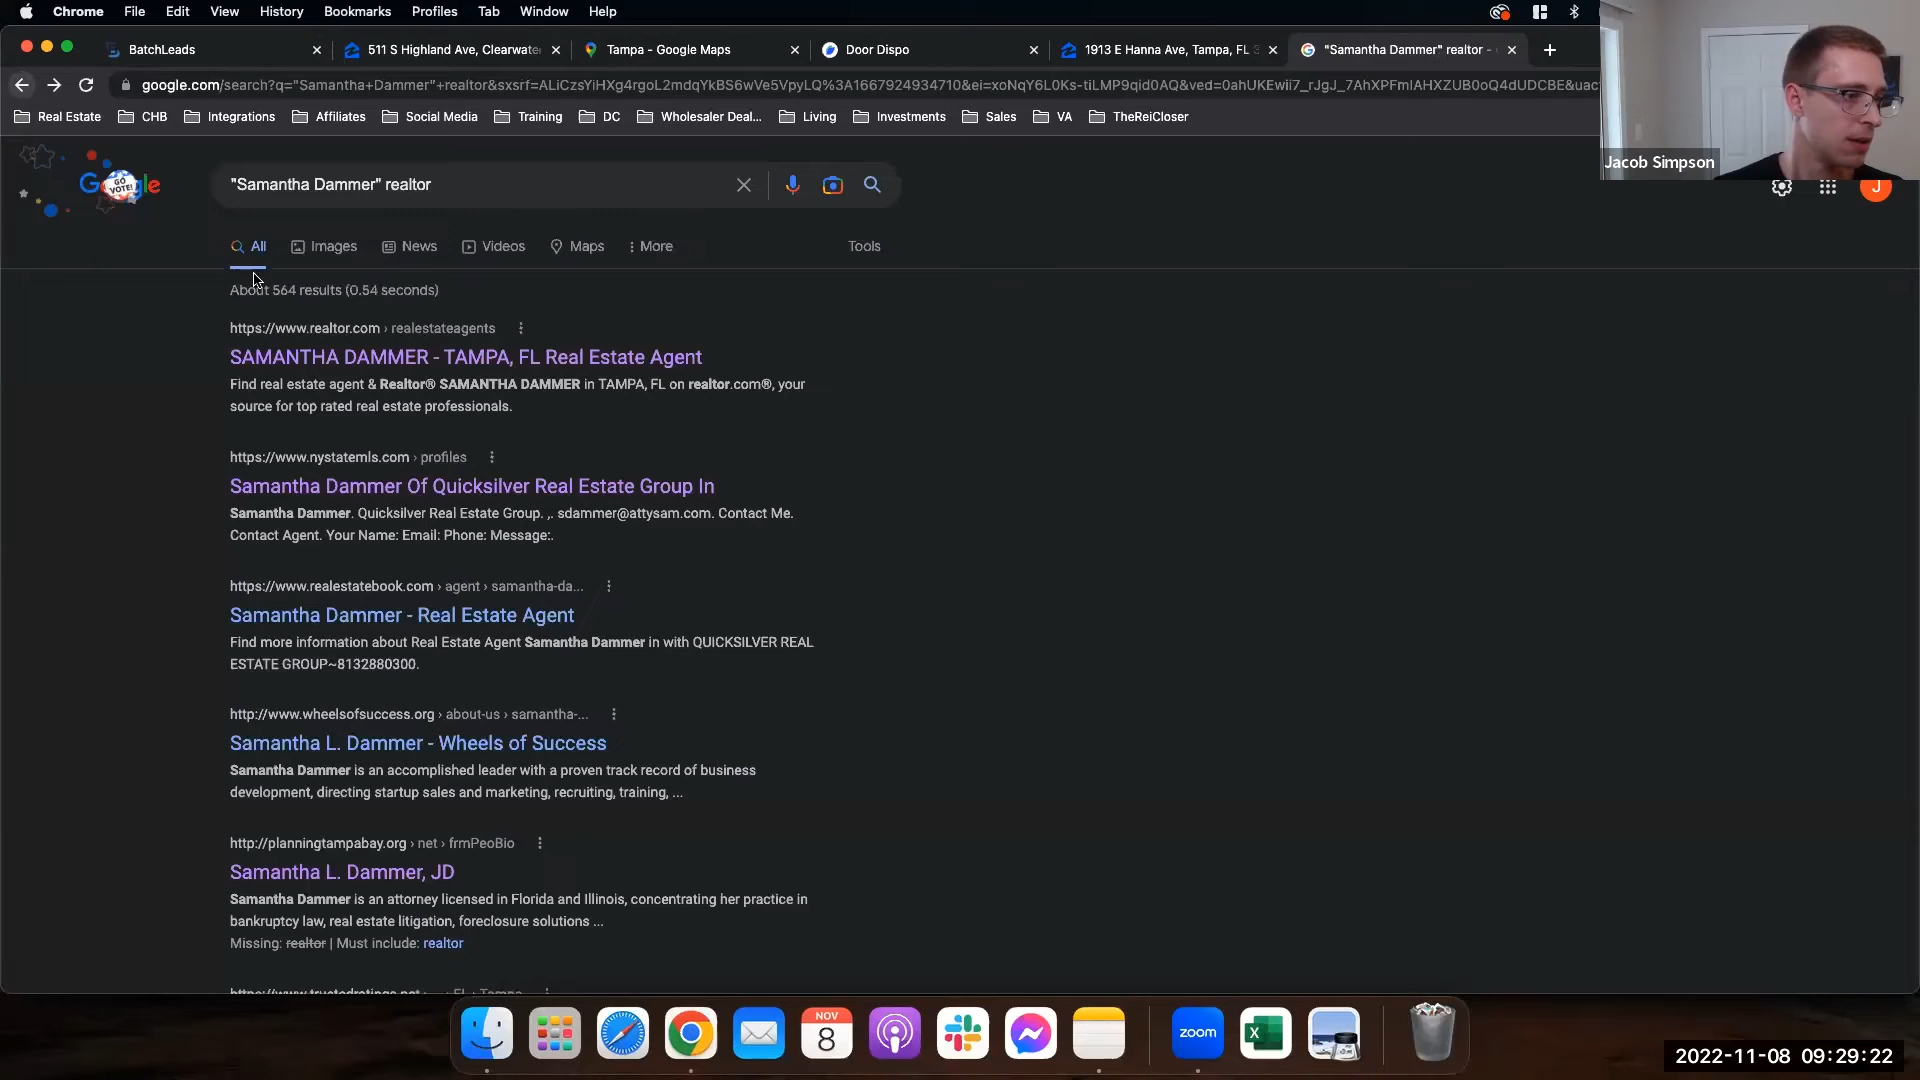 Chrome File Edit View History Bookmarks Profiles Tab Window Help
BatchLeads
511 S Highland Ave, Clearwate
Tampa - Google Maps
Door Dispo
1913 E Hanna Ave, Tampa, FL 3
"Samantha Dammer" realtor -
google.com/search?q="Samantha+Dammer"+realtor&sxsrf=ALiCzsYiHXg4rgoL2mdqYkBS6wVe5VpyLQ%3A1667924934710&ei=xoNqY6L0Ks-tiLMP9qid0AQ&ved=0ahUKEwii7_rJgJ_7AhXPFmIAHXZUB0oQ4dUDCBE&uac
Real Estate CHB Integrations Affiliates Social Media Training DC Wholesaler Deal... Living Investments Sales VA TheReiCloser
Jacob Simpson
GO VOTE!
"Samantha Dammer" realtor
J
All Images News Videos Maps More Tools
About 564 results (0.54 seconds)
https://www.realtor.com › realestateagents
SAMANTHA DAMMER - TAMPA, FL Real Estate Agent
Find real estate agent & Realtor® SAMANTHA DAMMER in TAMPA, FL on realtor.com®, your
source for top rated real estate professionals.
https://www.nystatemls.com › profiles
Samantha Dammer Of Quicksilver Real Estate Group In
Samantha Dammer. Quicksilver Real Estate Group. ,. sdammer@attysam.com. Contact Me.
Contact Agent. Your Name: Email: Phone: Message:.
https://www.realestatebook.com › agent › samantha-da...
Samantha Dammer - Real Estate Agent
Find more information about Real Estate Agent Samantha Dammer in with QUICKSILVER REAL
ESTATE GROUP~8132880300.
http://www.wheelsofsuccess.org › about-us › samantha-...
Samantha L. Dammer - Wheels of Success
Samantha Dammer is an accomplished leader with a proven track record of business
development, directing startup sales and marketing, recruiting, training, ...
http://planningtampabay.org › net › frmPeoBio
Samantha L. Dammer, JD
Samantha Dammer is an attorney licensed in Florida and Illinois, concentrating her practice in
bankruptcy law, real estate litigation, foreclosure solutions ...
Missing: realtor | Must include: realtor
https://www.trustedratings.net › ... › FL › Tampa
NOV
8
zoom
X
2022-11-08 09:29:22